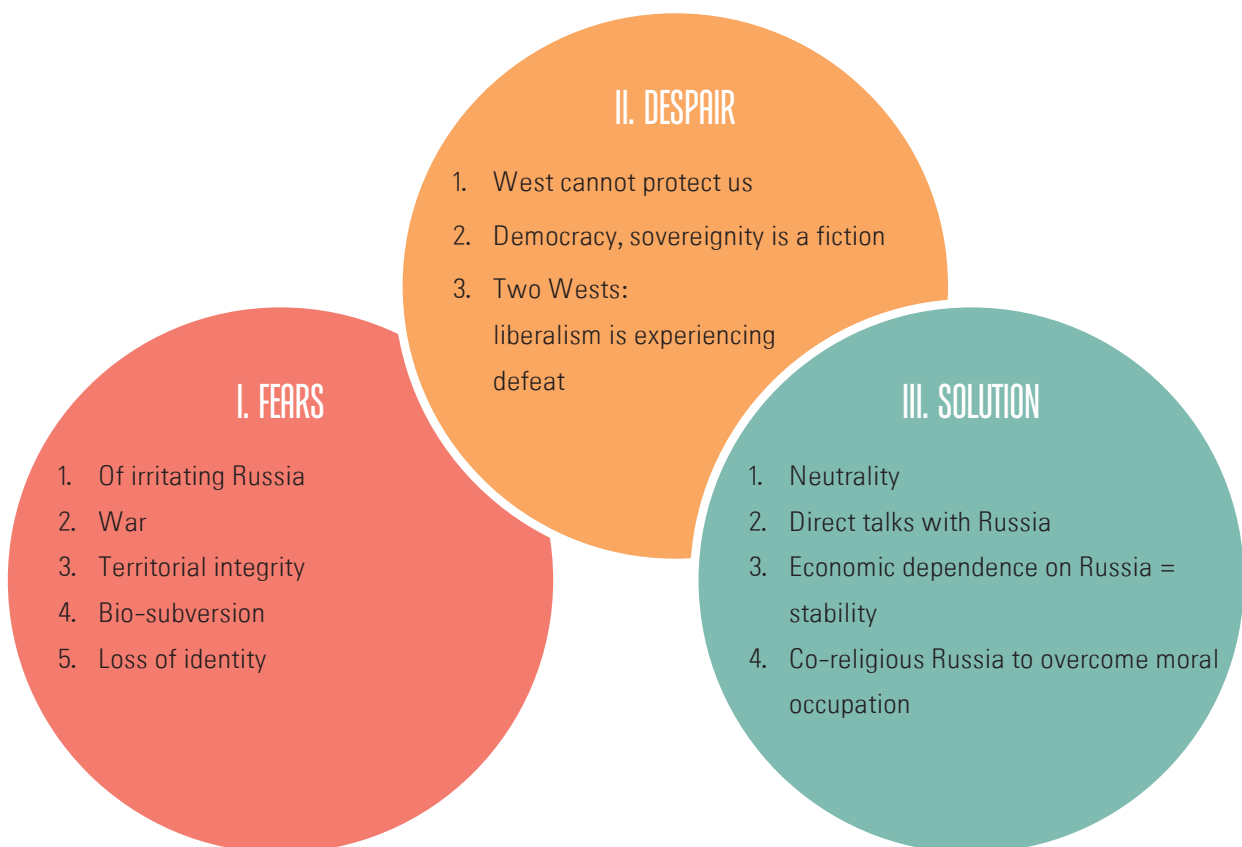 II. DESPAIR
1. West cannot protect us
2. Democracy, sovereignity is a fiction
3. Two Wests:
liberalism is experiencing
defeat
I. FEARS
1. Of irritating Russia
2. War
3. Territorial integrity
4. Bio-subversion
5. Loss of identity
III. SOLUTION
1. Neutrality
2. Direct talks with Russia
3. Economic dependence on Russia =
stability
4. Co-religious Russia to overcome moral
occupation